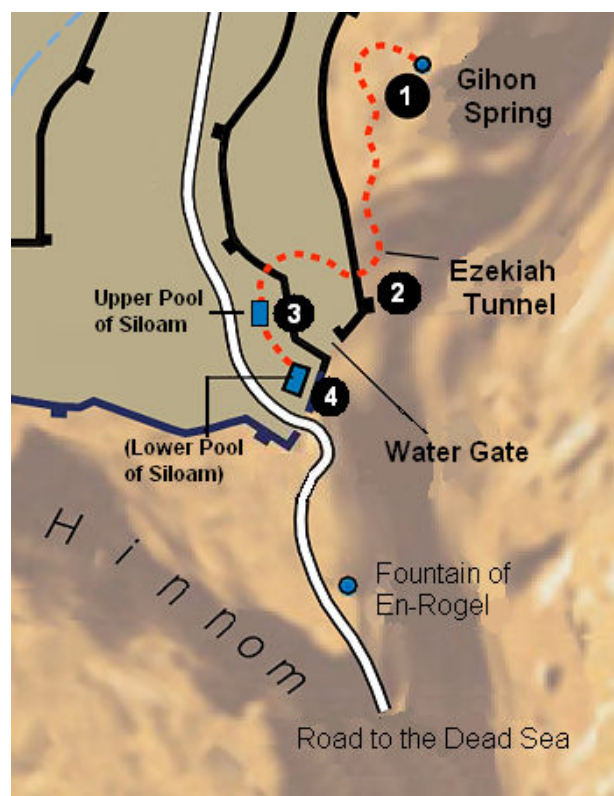 1
Gihon
Spring
Ezekiah
Tunnel
2
Upper Pool
of Siloam
3
4
(Lower Pool
of Siloam)
Water Gate
Hinnom
Fountain of
En-Rogel
Road to the Dead Sea